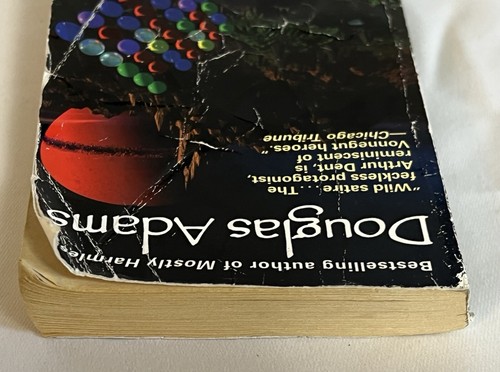 Bestselling author of Mostly Harmless
Douglas Adams
"Wild satire . . . The
feckless protagonist,
Arthur Dent, is
reminiscent of
Vonnegut heroes."
—Chicago Tribune